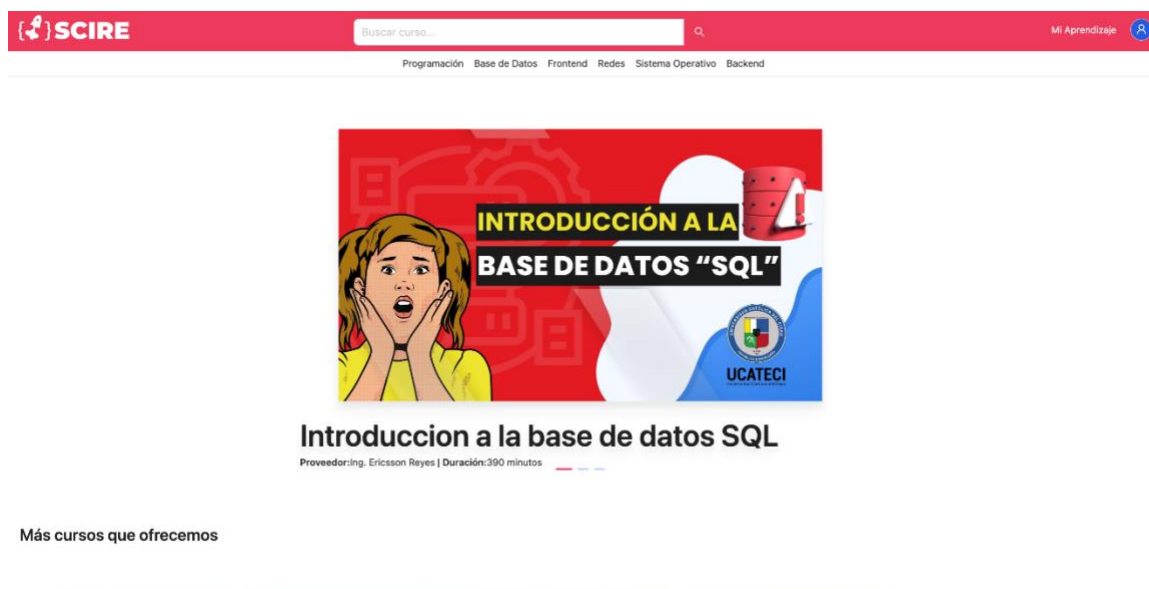 { } SCIRE
Buscar curso...
Mi Aprendizaje
Programación Base de Datos Frontend Redes Sistema Operativo Backend
INTRODUCCIÓN A LA
BASE DE DATOS “SQL”
UCATECI
Introduccion a la base de datos SQL
Proveedor:Ing. Ericsson Reyes | Duración:390 minutos
Más cursos que ofrecemos